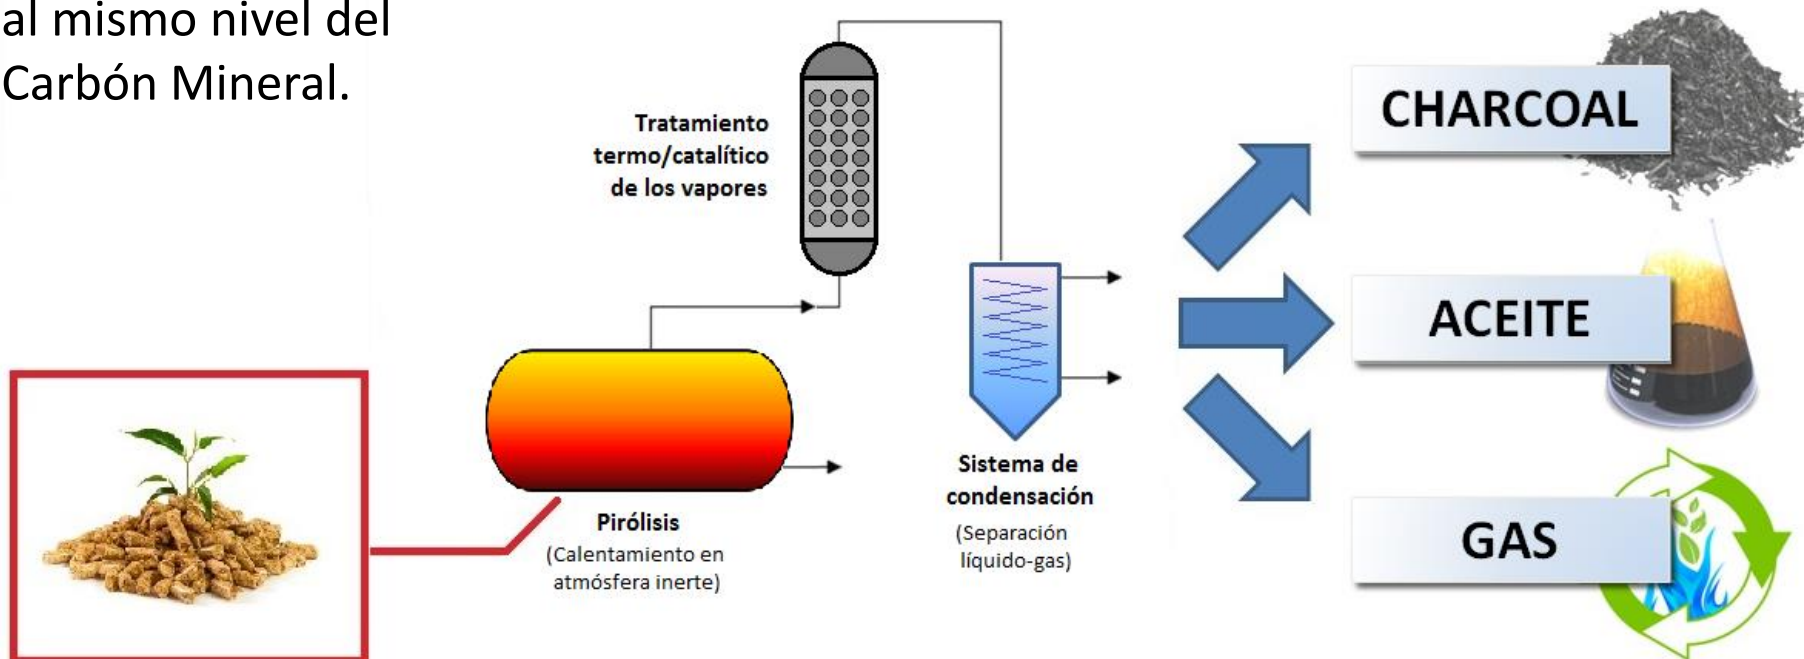 al mismo nivel del
Carbón Mineral.
Tratamiento
termo/catalítico
de los vapores
Pirólisis
(Calentamiento en
atmósfera inerte)
Sistema de
condensación
(Separación
líquido-gas)
CHARCOAL
ACEITE
GAS